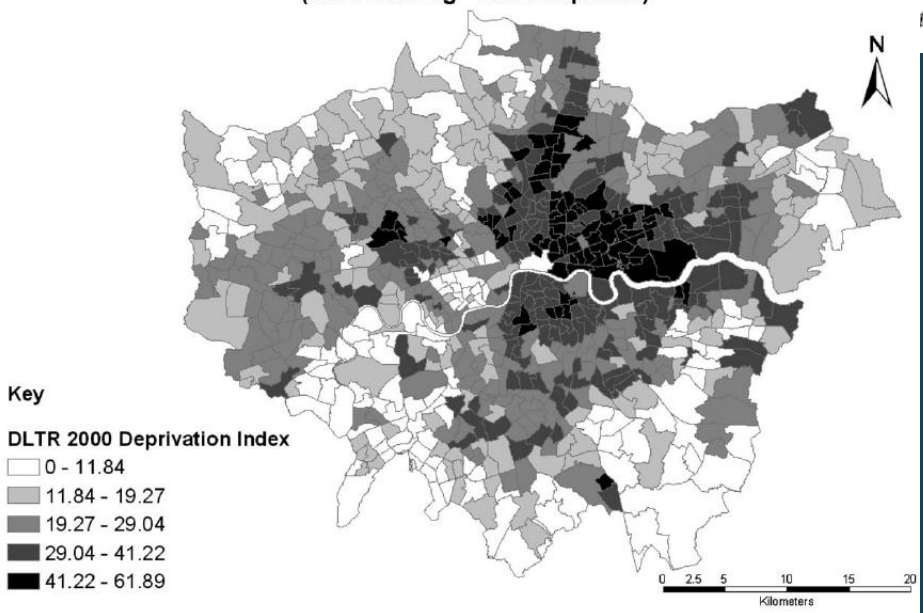 N
Key
DLTR 2000 Deprivation Index
0 - 11.84
11.84 - 19.27
19.27 - 29.04
29.04 - 41.22
41.22 - 61.89
0 2.5 5 10 15 20
Kilometers